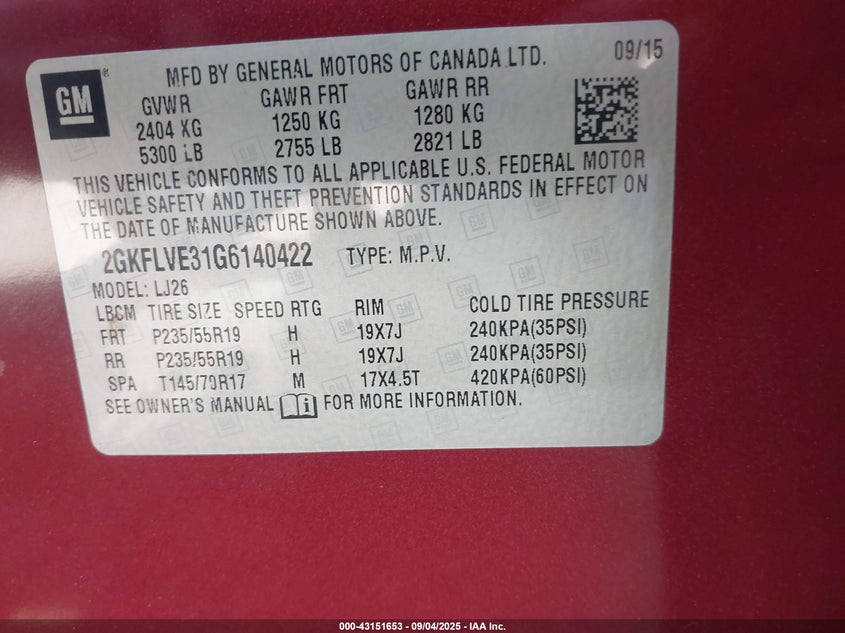 GM
MFD BY GENERAL MOTORS OF CANADA LTD. 09/15
GVWR GAWR FRT GAWR RR
2404 KG 1250 KG 1280 KG
5300 LB 2755 LB 2821 LB
THIS VEHICLE CONFORMS TO ALL APPLICABLE U.S. FEDERAL MOTOR
VEHICLE SAFETY AND THEFT PREVENTION STANDARDS IN EFFECT ON
THE DATE OF MANUFACTURE SHOWN ABOVE.
2GKFLVE31G6140422 TYPE: M.P.V.
MODEL: LJ26
LBCM TIRE SIZE SPEED RTG RIM COLD TIRE PRESSURE
FRT P235/55R19 H 19X7J 240KPA(35PSI)
RR P235/55R19 H 19X7J 240KPA(35PSI)
SPA T145/70R17 M 17X4.5T 420KPA(60PSI)
SEE OWNER'S MANUAL FOR MORE INFORMATION.
000-43151653 - 09/04/2025 - IAA Inc.